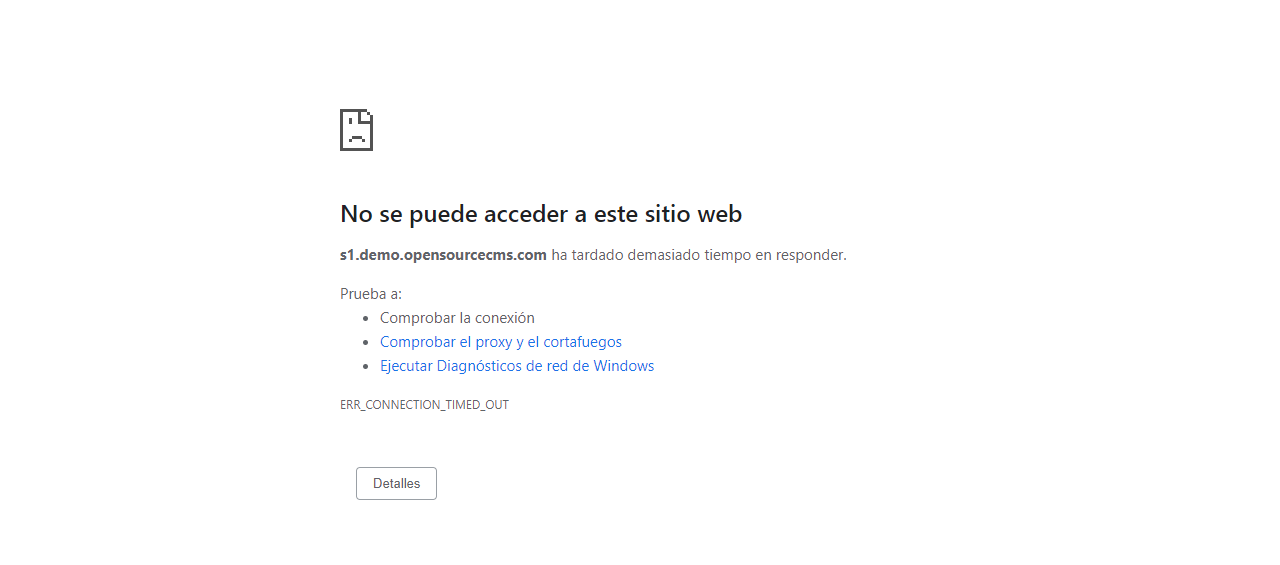 No se puede acceder a este sitio web
s1.demo.opensourcecms.com ha tardado demasiado tiempo en responder.
Prueba a:
Comprobar la conexión
Comprobar el proxy y el cortafuegos
Ejecutar Diagnósticos de red de Windows
ERR_CONNECTION_TIMED_OUT
Detalles